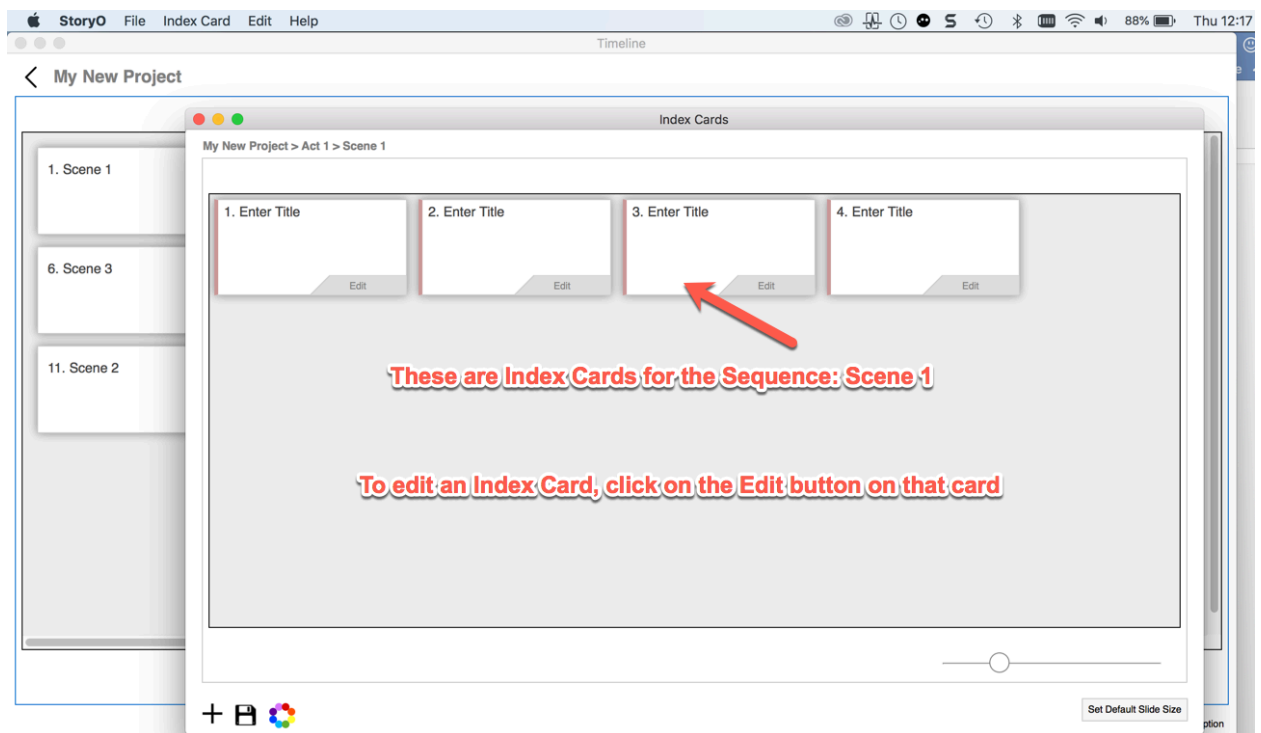 StoryO File Index Card Edit Help 88% Thu 12:17
Timeline
My New Project
Index Cards
My New Project > Act 1 > Scene 1
1. Scene 1
1. Enter Title
2. Enter Title
3. Enter Title
4. Enter Title
6. Scene 3
Edit
Edit
Edit
Edit
11. Scene 2
These are Index Cards for the Sequence: Scene 1
To edit an Index Card, click on the Edit button on that card
Set Default Slide Size
ption